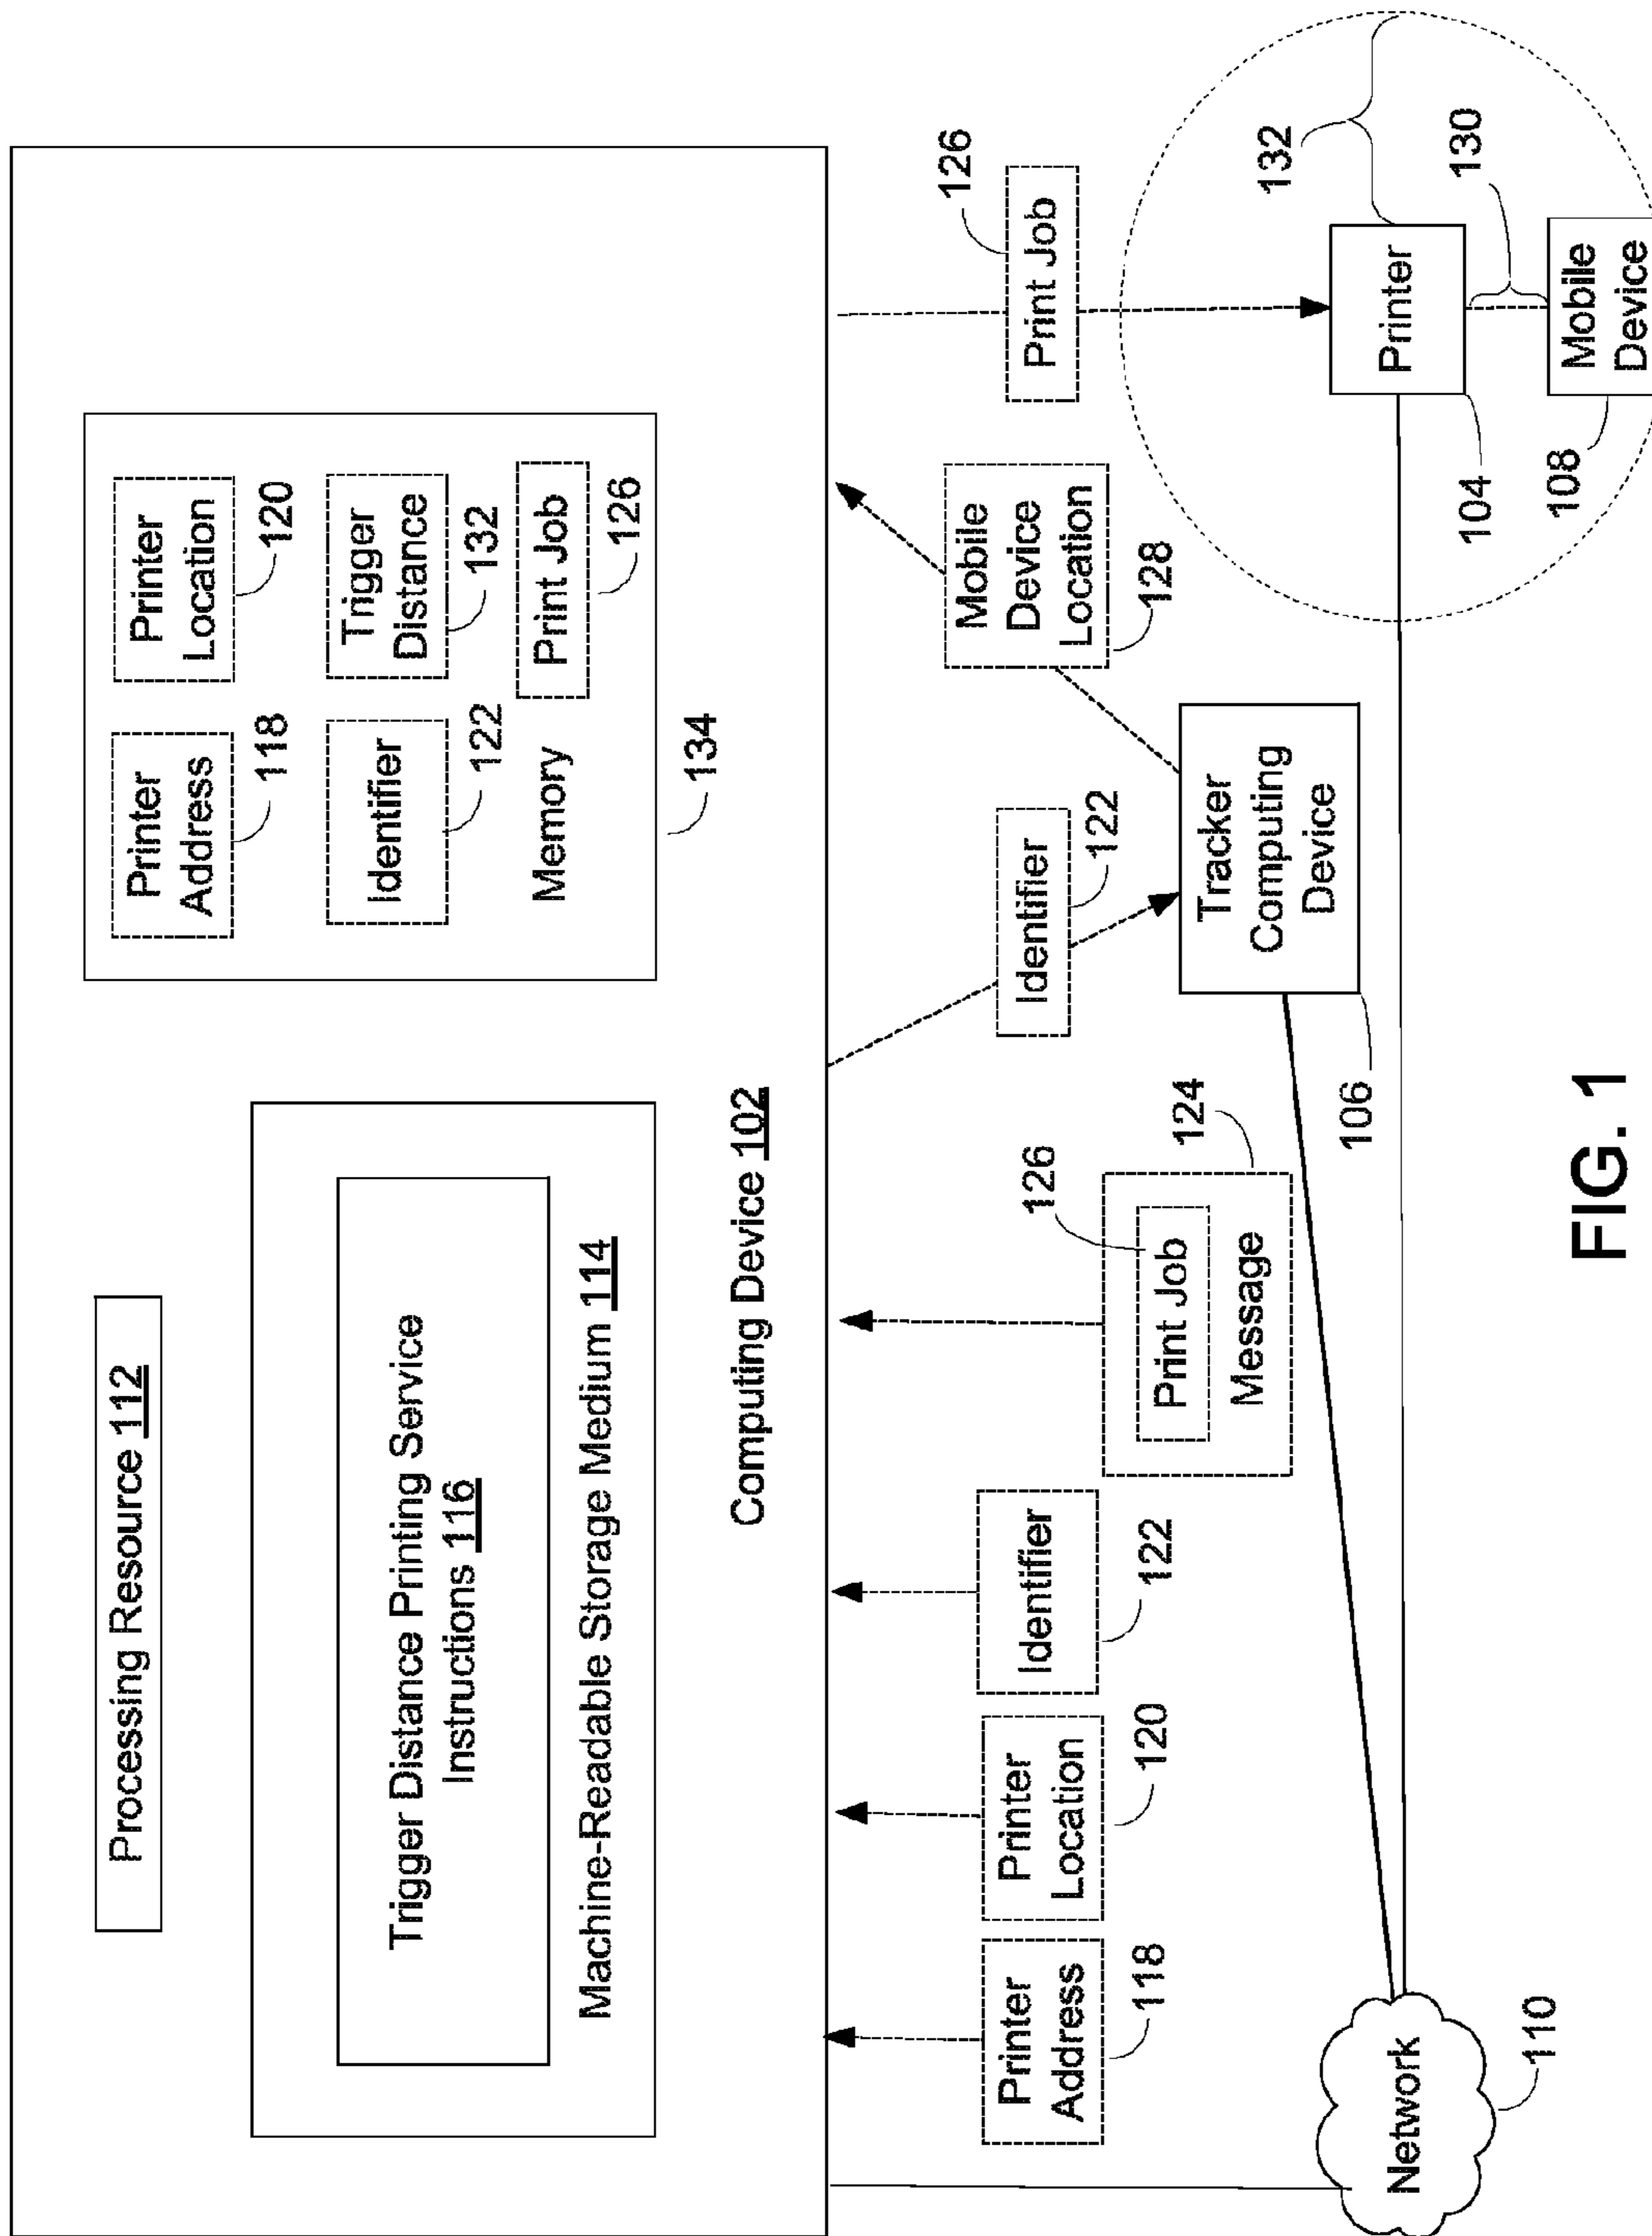 Processing Resource 112
Trigger Distance Printing Service
Instructions 116
Machine-Readable Storage Medium 114
Computing Device 102
Printer
Address
118
Printer
Location
120
Identifier
122
Trigger
Distance
132
Memory
Print Job
126
134
Printer
Address
118
Printer
Location
120
Identifier
122
126
Print Job
Message
124
Identifier
122
Mobile
Device
Location
128
Print Job
126
Tracker
Computing
Device
106
Network
110
Printer
104
132
130
Mobile
Device
108
FIG. 1